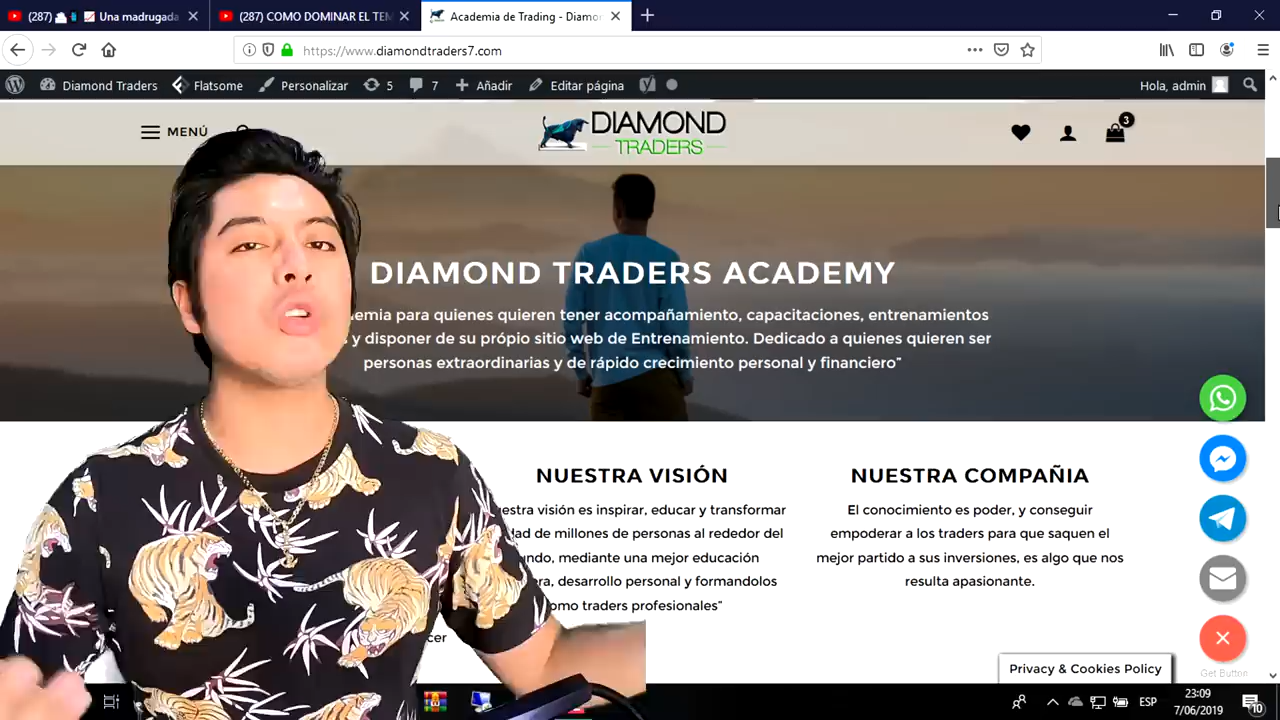 (287) Una madrugada
(287) COMO DOMINAR EL TEM
Academia de Trading - Diamo
https://www.diamondtraders7.com
Diamond Traders
Flatsome
Personalizar
5
7
Añadir
Editar página
Hola, admin
MENÚ
DIAMOND
TRADERS
3
DIAMOND TRADERS ACADEMY
emia para quienes quieren tener acompañamiento, capacitaciones, entrenamientos
y disponer de su própio sitio web de Entrenamiento. Dedicado a quienes quieren ser
personas extraordinarias y de rápido crecimiento personal y financiero”
NUESTRA VISIÓN
estra visión es inspirar, educar y transformar
dad de millones de personas al rededor del
undo, mediante una mejor educación
era, desarrollo personal y formandolos
como traders profesionales”
cer
NUESTRA COMPAÑIA
El conocimiento es poder, y conseguir
empoderar a los traders para que saquen el
mejor partido a sus inversiones, es algo que nos
resulta apasionante.
Get Button
Privacy & Cookies Policy
ESP
23:09
7/06/2019
10